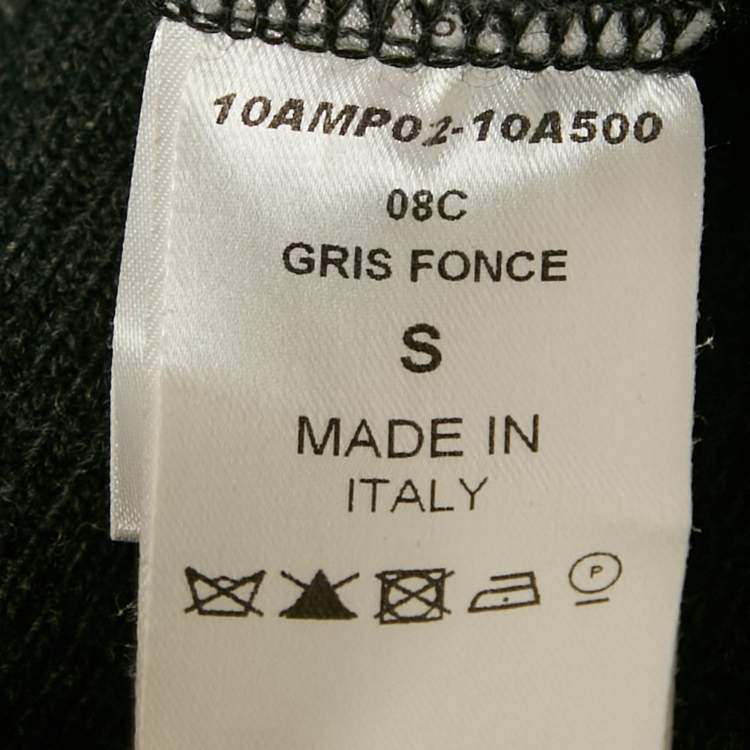 10AMP02-10A500
08C
GRIS FONCE
S
MADE IN
ITALY
P